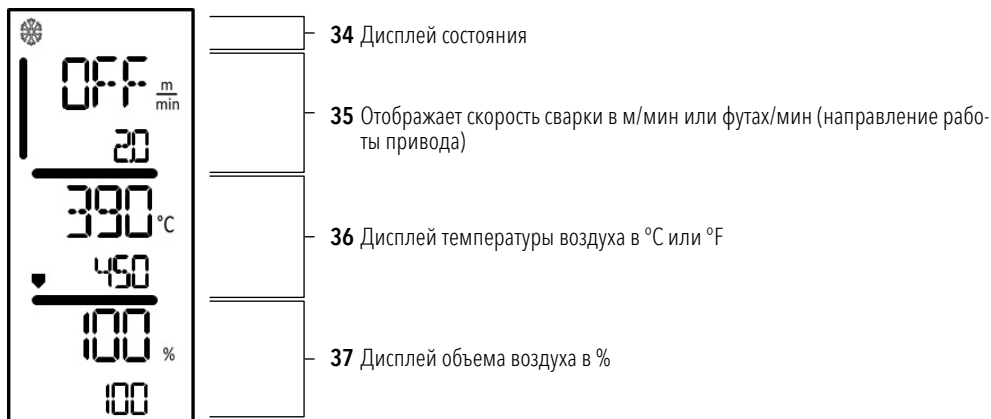 34 Дисплей состояния
OFF m/min
2.0
35 Отображает скорость сварки в м/мин или футах/мин (направление рабо-
ты привода)
390 °C
36 Дисплей температуры воздуха в °C или °F
450
100 %
37 Дисплей объема воздуха в %
100